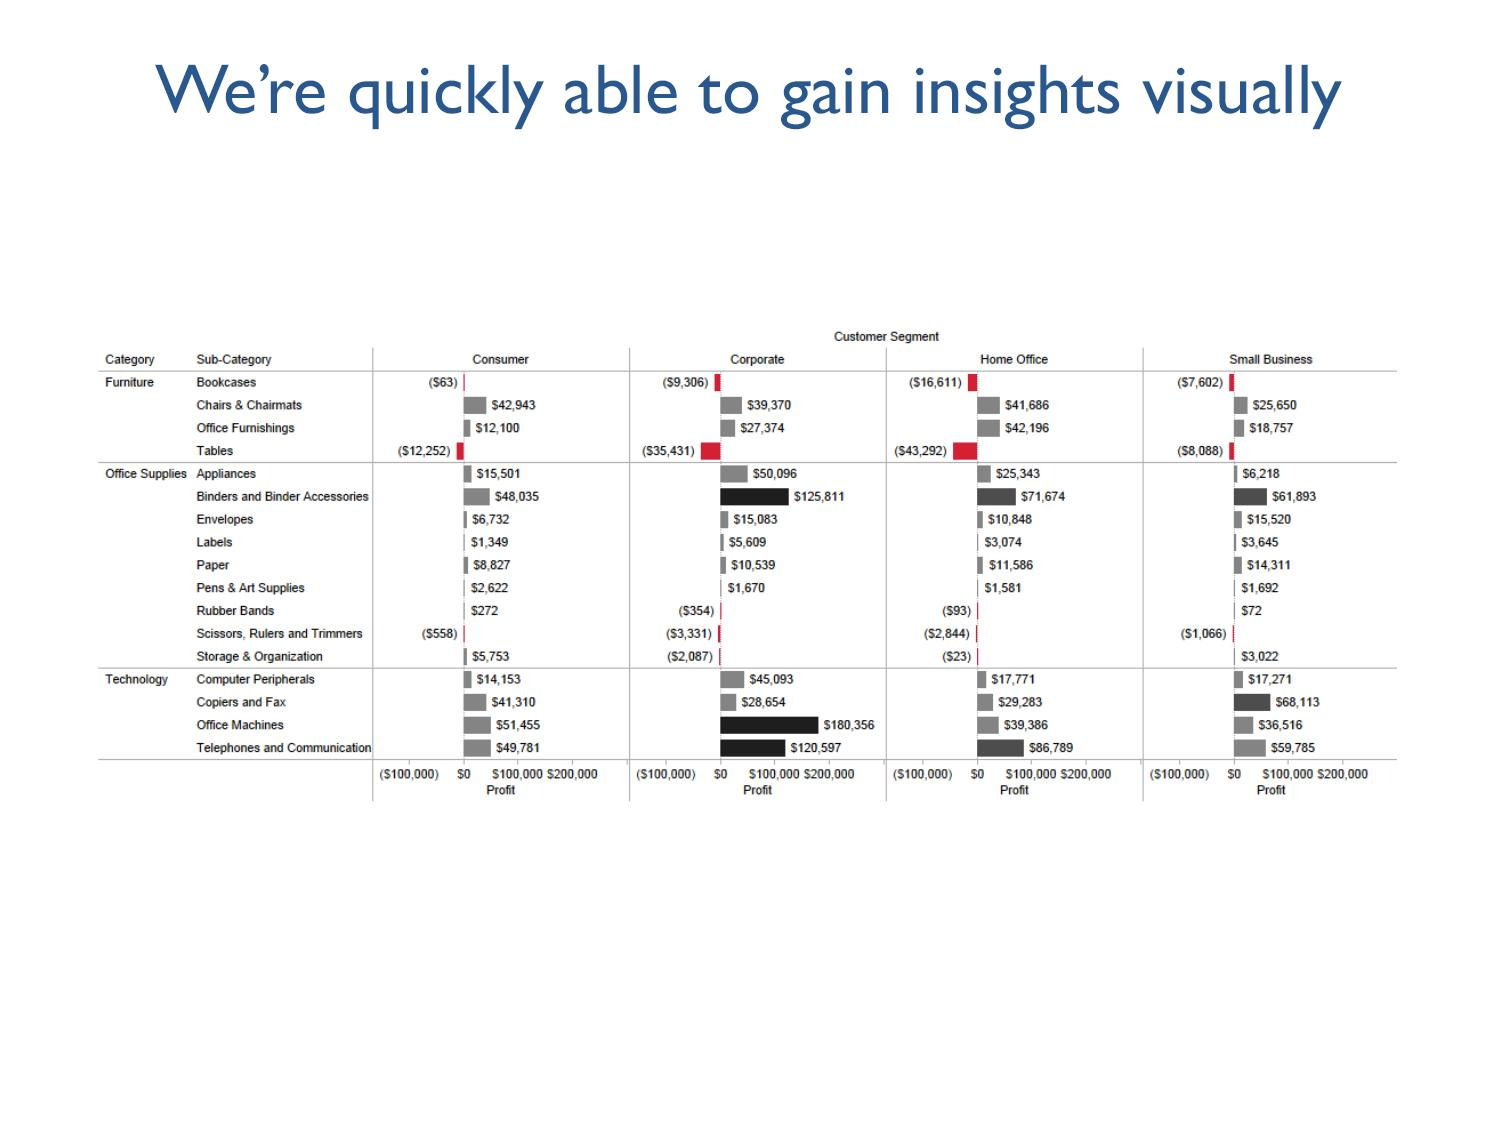 We're quickly able to gain insights visually
Customer Segment
Category Sub-Category Consumer Corporate Home Office Small Business
Furniture Bookcases ($63) ($9,306) ($16,611) ($7,602)
Chairs & Chairmats $42,943 $39,370 $41,686 $25,650
Office Furnishings $12,100 $27,374 $42,196 $18,757
Tables ($12,252) ($35,431) ($43,292) ($8,088)
Office Supplies Appliances $15,501 $50,096 $25,343 $6,218
Binders and Binder Accessories $48,035 $125,811 $71,674 $61,893
Envelopes $6,732 $15,083 $10,848 $15,520
Labels $1,349 $5,609 $3,074 $3,645
Paper $8,827 $10,539 $11,586 $14,311
Pens & Art Supplies $2,622 $1,670 $1,581 $1,692
Rubber Bands $272 ($354) ($93) $72
Scissors, Rulers and Trimmers ($558) ($3,331) ($2,844) ($1,066)
Storage & Organization $5,753 ($2,087) ($23) $3,022
Technology Computer Peripherals $14,153 $45,093 $17,771 $17,271
Copiers and Fax $41,310 $28,654 $29,283 $68,113
Office Machines $51,455 $180,356 $39,386 $36,516
Telephones and Communication $49,781 $120,597 $86,789 $59,785
($100,000) $0 $100,000 $200,000 ($100,000) $0 $100,000 $200,000 ($100,000) $0 $100,000 $200,000 ($100,000) $0 $100,000 $200,000
Profit Profit Profit Profit